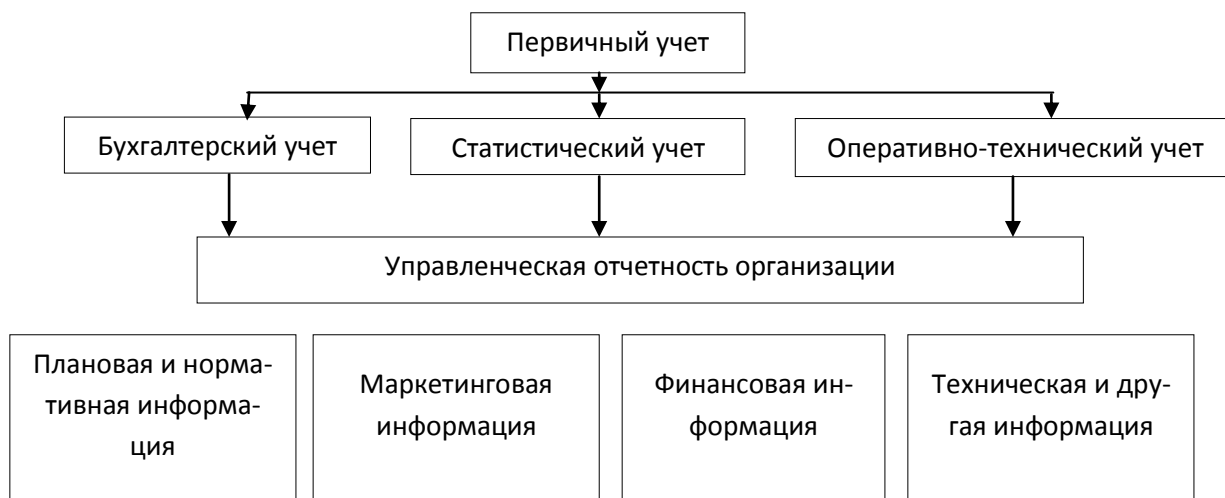 Первичный учет
Бухгалтерский учет
Статистический учет
Оперативно-технический учет
Управленческая отчетность организации
Плановая и норма-
тивная информа-
ция
Маркетинговая
информация
Финансовая ин-
формация
Техническая и дру-
гая информация